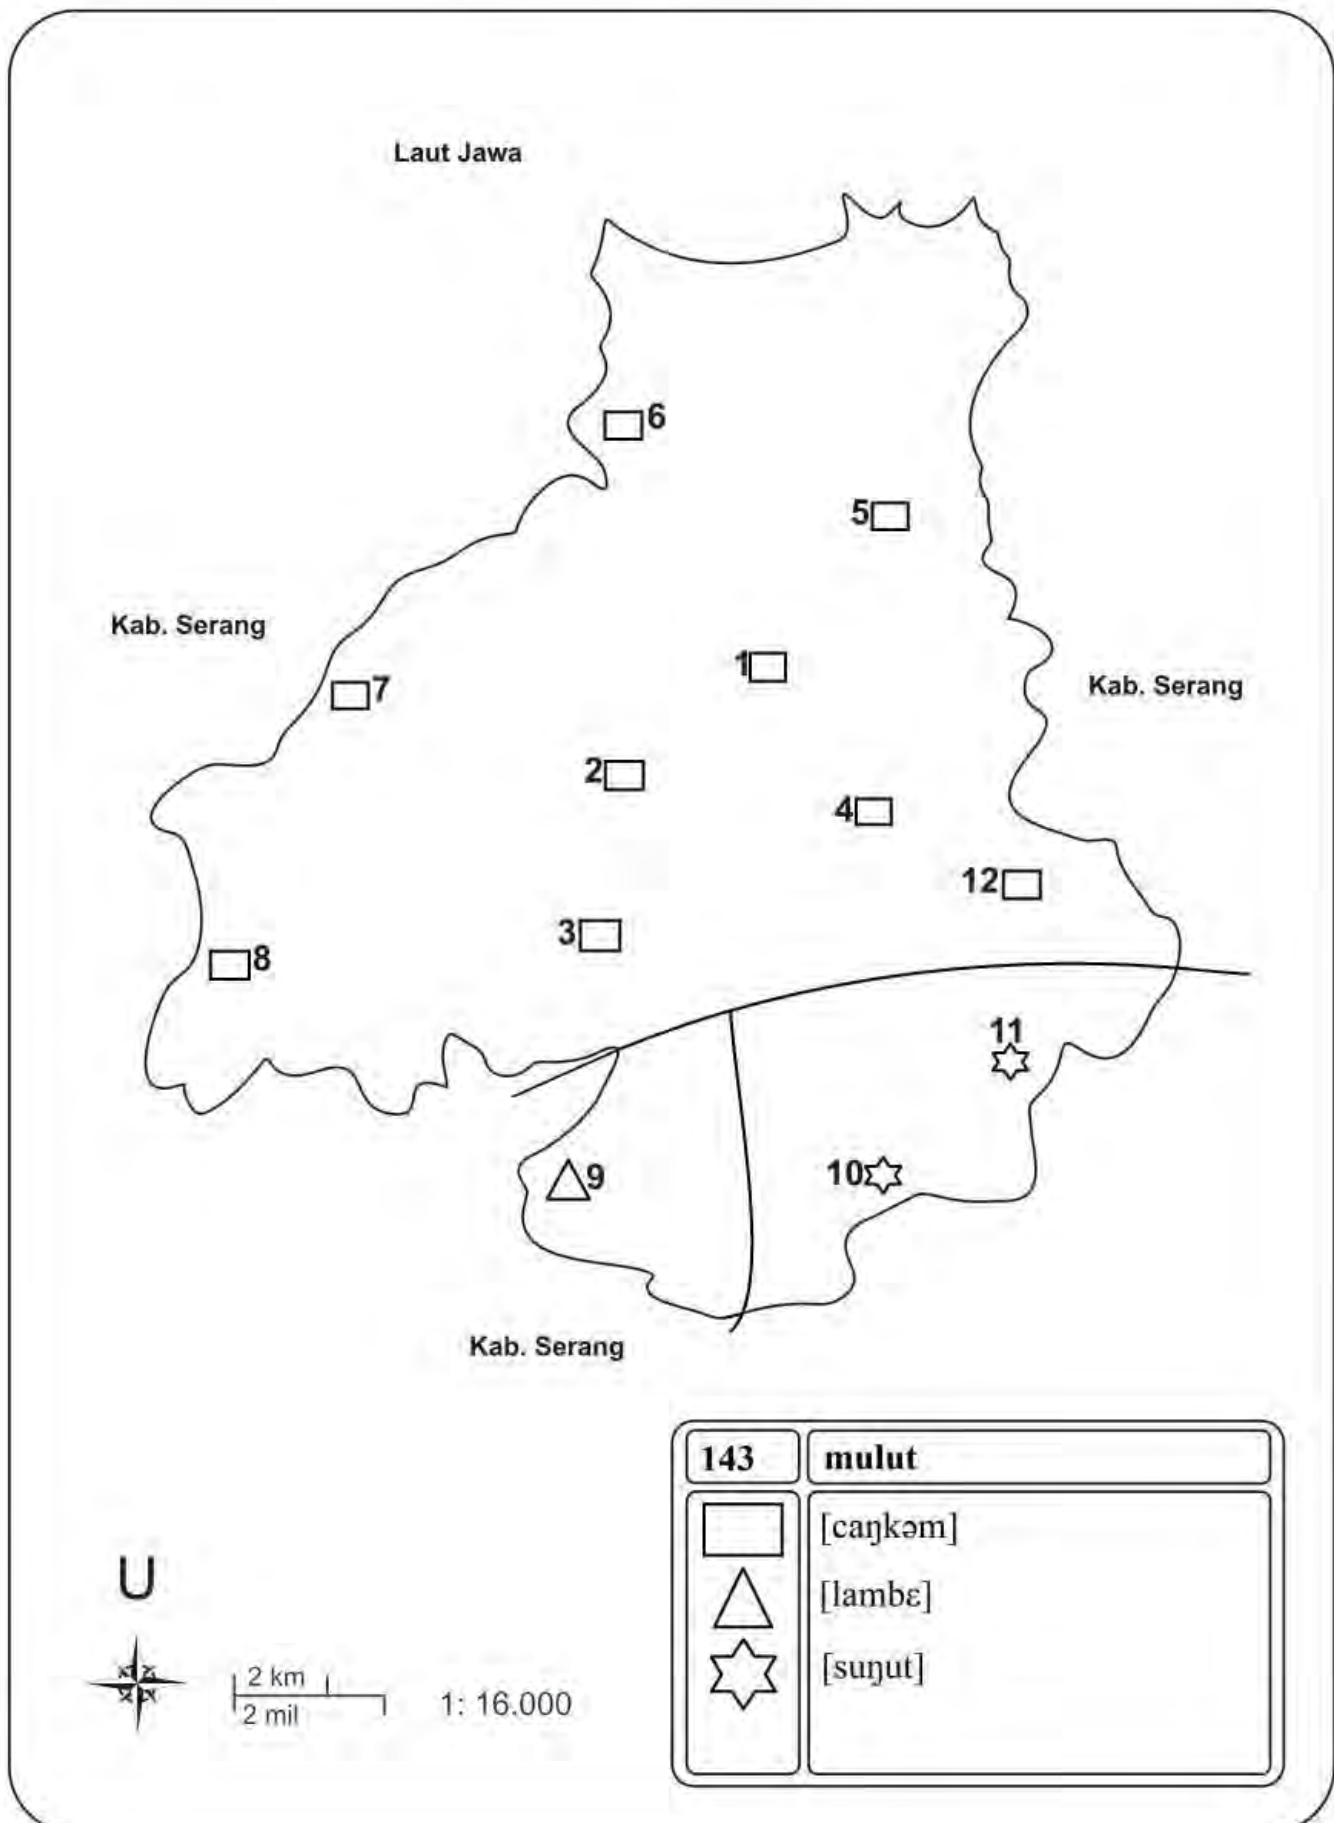 Laut Jawa
6
5
Kab. Serang
1
7
Kab. Serang
2
4
12
3
8
11
9
10
Kab. Serang
143 mulut
[caŋkəm]
[lambɛ]
[suŋut]
U
2 km
2 mil
1: 16.000